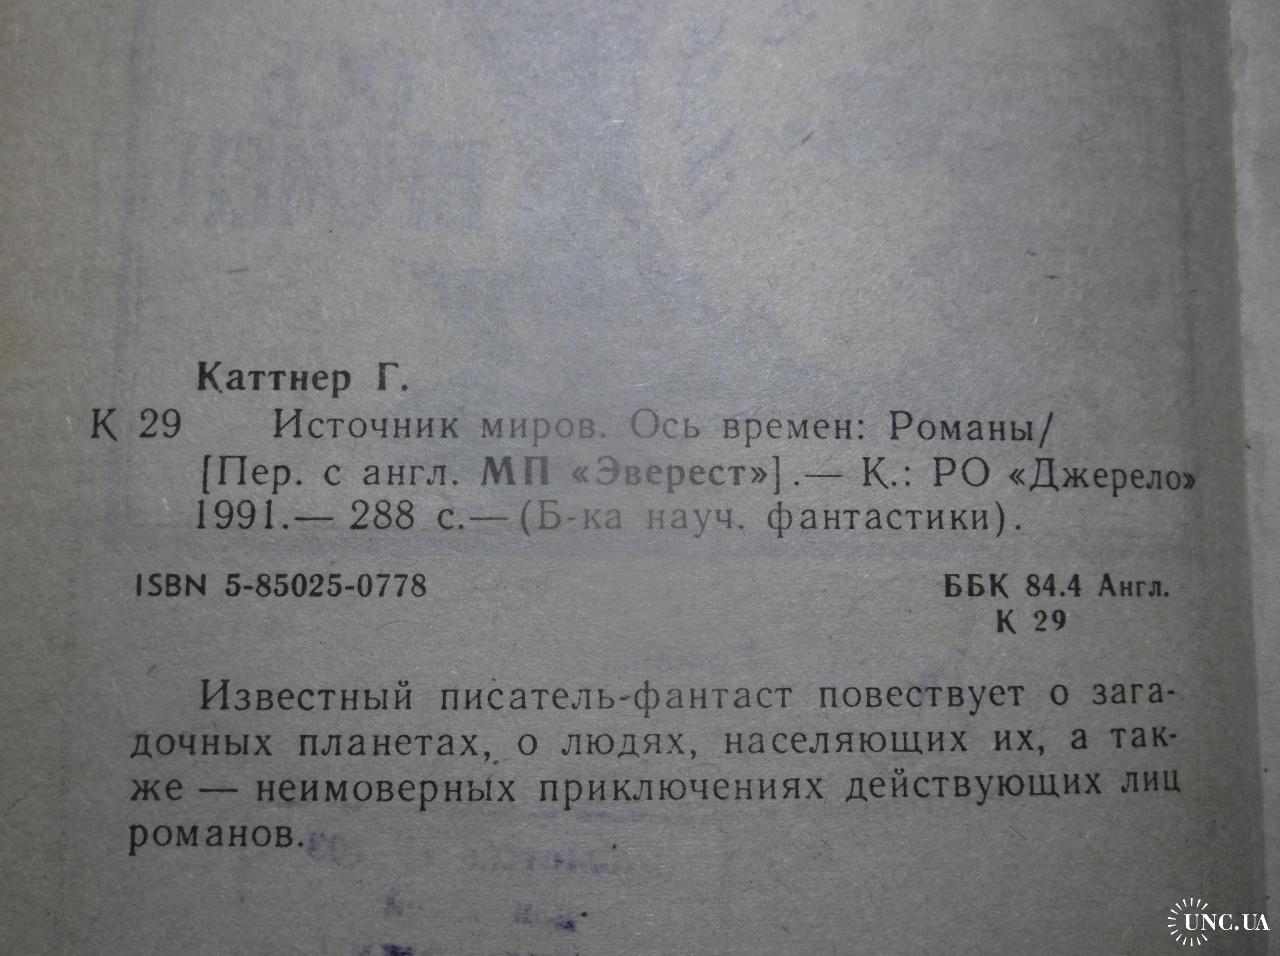 Каттнер Г.
К 29 Источник миров. Ось времен: Романы/
[Пер. с англ. МП «Эверест»].— К.: РО «Джерело»
1991.— 288 с.— (Б-ка науч. фантастики).
ISBN 5-85025-0778 ББК 84.4 Англ.
К 29
Известный писатель-фантаст повествует о зага-
дочных планетах, о людях, населяющих их, а так-
же — неимоверных приключениях действующих лиц
романов.
UNC.UA